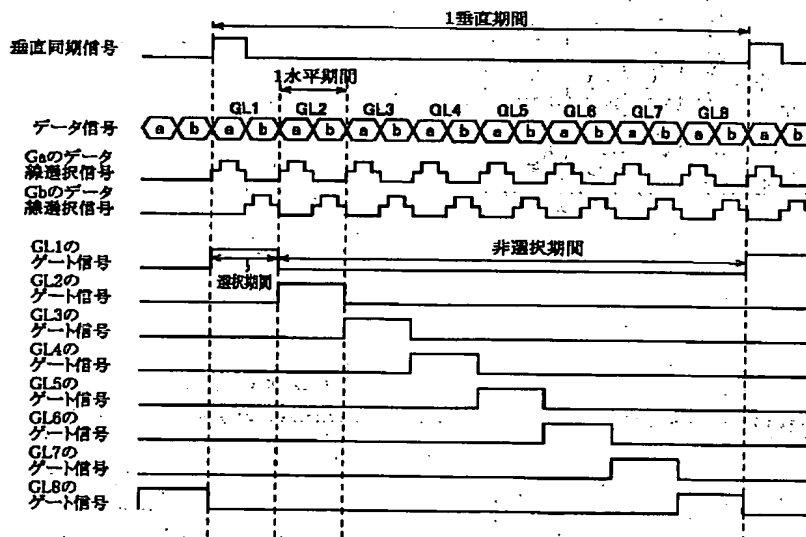 1垂直期間
垂直同期信号
1水平期間
GL1 GL2 GL3 GL4 GL5 GL6 GL7 GL8
データ信号 a b a b a b a b a b a b a b a b a b a b
Gaのデータ
線選択信号
Gbのデータ
線選択信号
GL1の
ゲート信号
選択期間
非選択期間
GL2の
ゲート信号
GL3の
ゲート信号
GL4の
ゲート信号
GL5の
ゲート信号
GL6の
ゲート信号
GL7の
ゲート信号
GL8の
ゲート信号